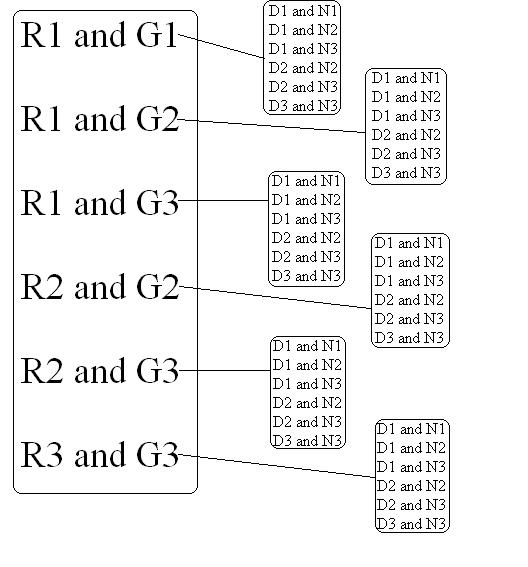 R1 and G1
R1 and G2
R1 and G3
R2 and G2
R2 and G3
R3 and G3
D1 and N1
D1 and N2
D1 and N3
D2 and N2
D2 and N3
D3 and N3
D1 and N1
D1 and N2
D1 and N3
D2 and N2
D2 and N3
D3 and N3
D1 and N1
D1 and N2
D1 and N3
D2 and N2
D2 and N3
D3 and N3
D1 and N1
D1 and N2
D1 and N3
D2 and N2
D2 and N3
D3 and N3
D1 and N1
D1 and N2
D1 and N3
D2 and N2
D2 and N3
D3 and N3
D1 and N1
D1 and N2
D1 and N3
D2 and N2
D2 and N3
D3 and N3